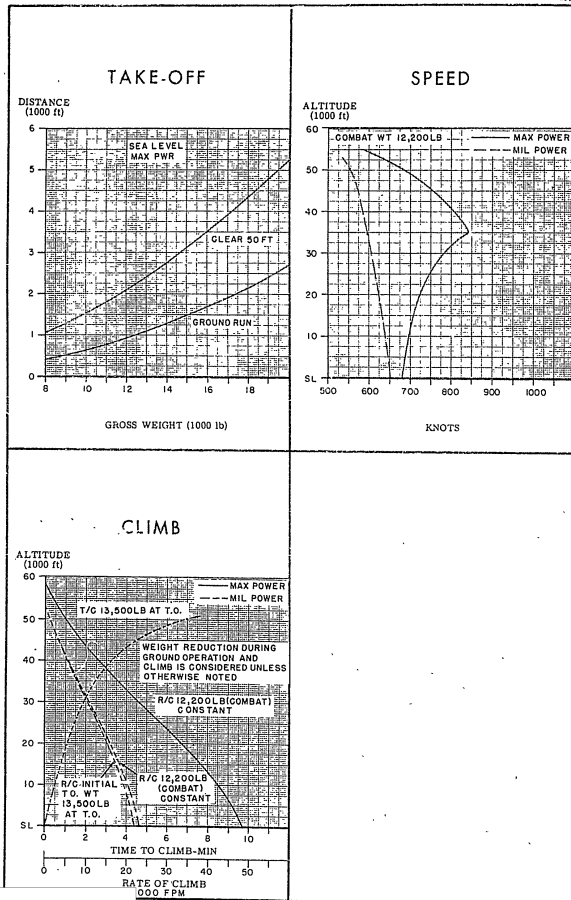 TAKE-OFF
DISTANCE
(1000 ft)
6
5
4
3
2
1
0
SEA LEVEL
MAX PWR
CLEAR 50 FT
GROUND RUN
8 10 12 14 16 18
GROSS WEIGHT (1000 lb)
SPEED
ALTITUDE
(1000 ft)
60
50
40
30
20
10
SL
COMBAT WT 12,200LB
MAX POWER
MIL POWER
500 600 700 800 900 1000
KNOTS
CLIMB
ALTITUDE
(1000 ft)
60
50
40
30
20
10
SL
MAX POWER
MIL POWER
T/C 13,500LB AT T.O.
WEIGHT REDUCTION DURING
GROUND OPERATION AND
CLIMB IS CONSIDERED UNLESS
OTHERWISE NOTED
R/C 12,200LB(COMBAT)
CONSTANT
R/C-INITIAL
T.O. WT
13,500LB
AT T.O.
R/C 12,200LB
(COMBAT)
CONSTANT
0 2 4 6 8 10
TIME TO CLIMB-MIN
0 10 20 30 40 50
RATE OF CLIMB
000 FPM